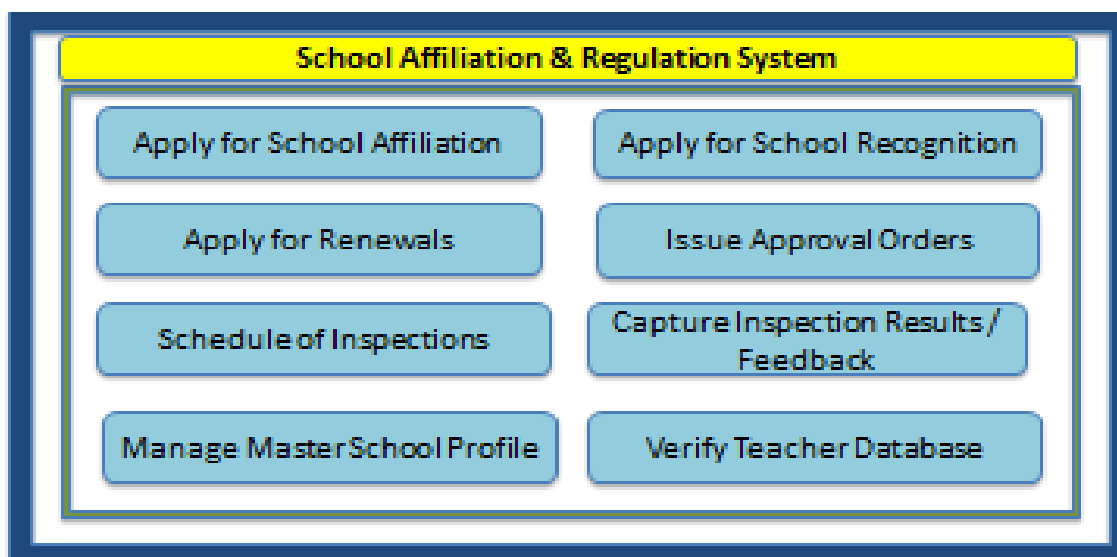 School Affiliation & Regulation System
Apply for School Affiliation
Apply for School Recognition
Apply for Renewals
Issue Approval Orders
Schedule of Inspections
Capture Inspection Results /
Feedback
Manage Master School Profile
Verify Teacher Database